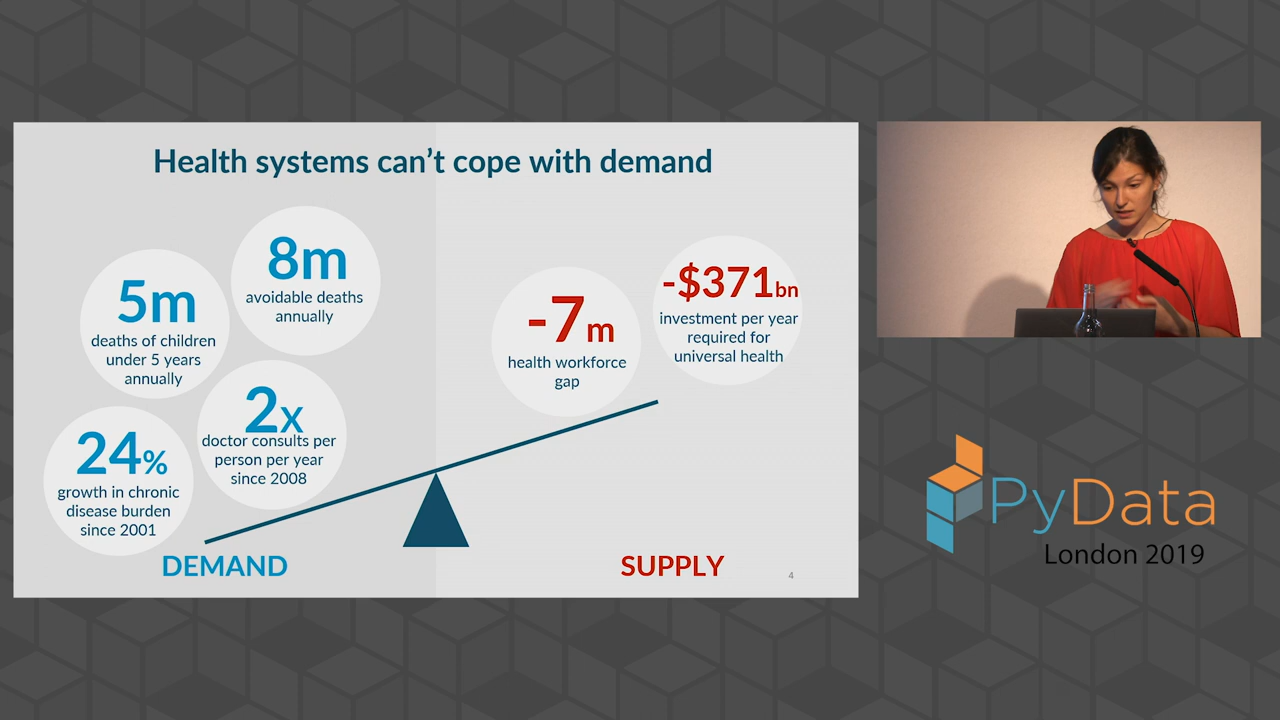 Health systems can't cope with demand
8m
avoidable deaths
annually
5m
deaths of children
under 5 years
annually
2x
doctor consults per
person per year
since 2008
24%
growth in chronic
disease burden
since 2001
DEMAND
-7m
health workforce
gap
-$371bn
investment per year
required for
universal health
SUPPLY
4
PyData
London 2019